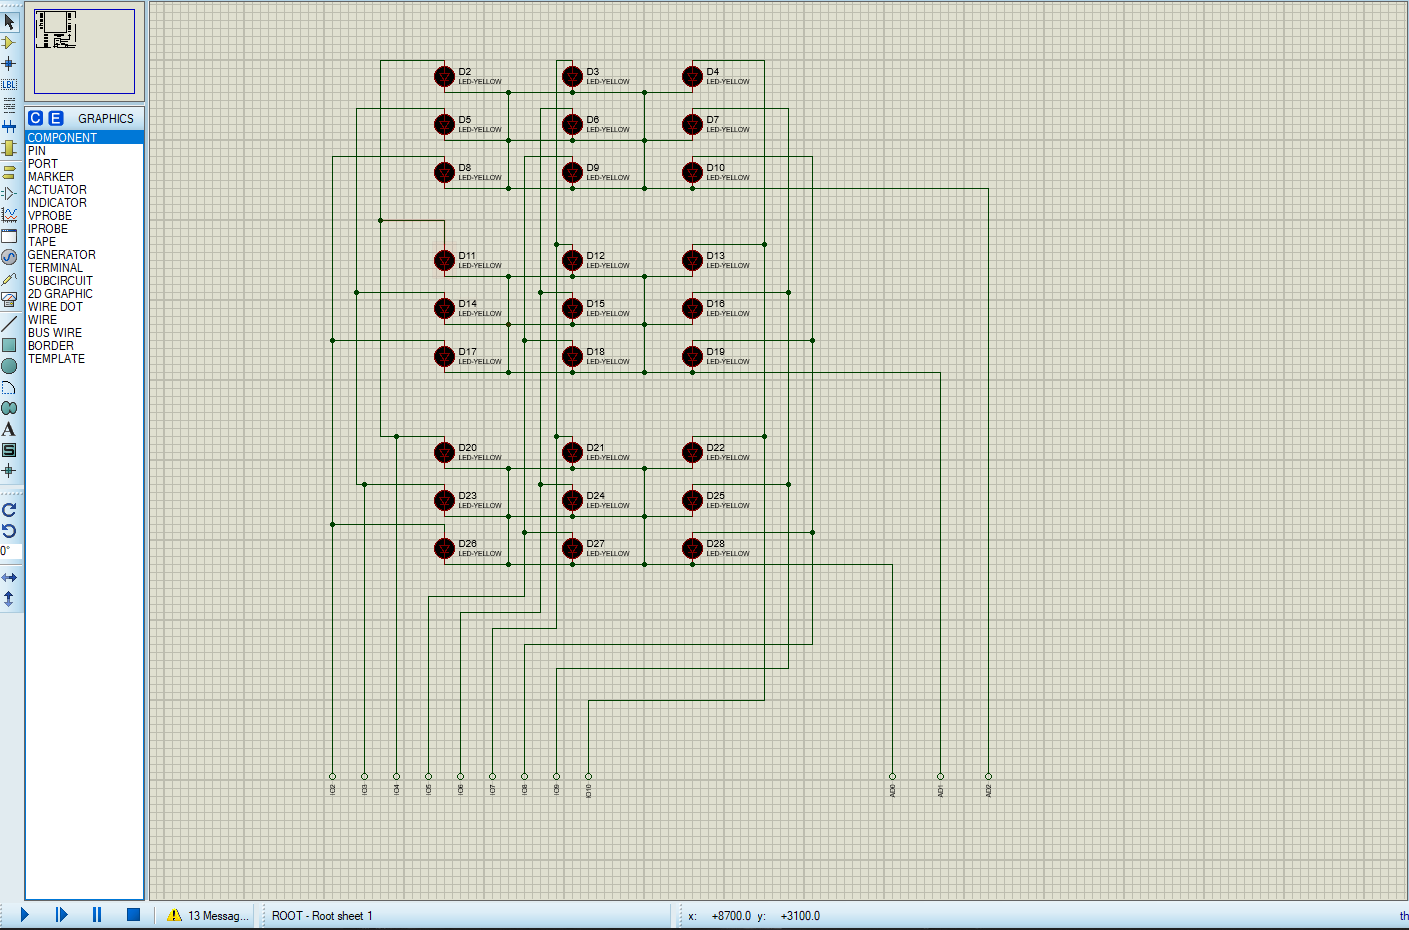 LBL
A
S
0°
C E GRAPHICS
COMPONENT
PIN
PORT
MARKER
ACTUATOR
INDICATOR
VPROBE
IPROBE
TAPE
GENERATOR
TERMINAL
SUBCIRCUIT
2D GRAPHIC
WIRE DOT
WIRE
BUS WIRE
BORDER
TEMPLATE
D2 D3 D4
LED-YELLOW LED-YELLOW LED-YELLOW
D5 D6 D7
LED-YELLOW LED-YELLOW LED-YELLOW
D8 D9 D10
LED-YELLOW LED-YELLOW LED-YELLOW
D11 D12 D13
LED-YELLOW LED-YELLOW LED-YELLOW
D14 D15 D16
LED-YELLOW LED-YELLOW LED-YELLOW
D17 D18 D19
LED-YELLOW LED-YELLOW LED-YELLOW
D20 D21 D22
LED-YELLOW LED-YELLOW LED-YELLOW
D23 D24 D25
LED-YELLOW LED-YELLOW LED-YELLOW
D26 D27 D28
LED-YELLOW LED-YELLOW LED-YELLOW
IO2 IO3 IO4 IO5 IO6 IO7 IO8 IO9 IO10 AD0 AD1 AD2
13 Messag... ROOT - Root sheet 1 x: +8700.0 y: +3100.0 th